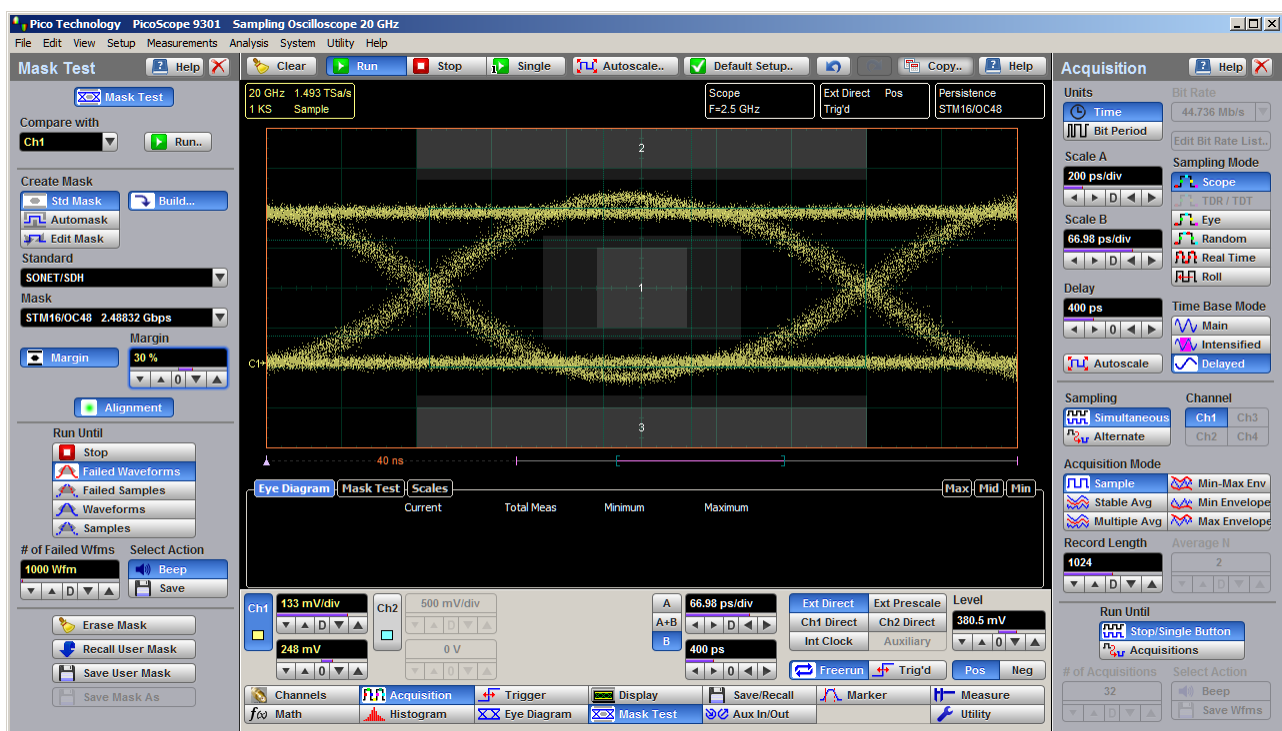 Pico Technology PicoScope 9301 Sampling Oscilloscope 20 GHz
File Edit View Setup Measurements Analysis System Utility Help
Mask Test Help
Mask Test
Compare with
Ch1 Run..
Create Mask
Std Mask Build...
Automask
Edit Mask
Standard
SONET/SDH
Mask
STM16/OC48 2.48832 Gbps
Margin
Margin 30 %
0
Alignment
Run Until
Stop
Failed Waveforms
Failed Samples
Waveforms
Samples
# of Failed Wfms Select Action
1000 Wfm Beep
D Save
Erase Mask
Recall User Mask
Save User Mask
Save Mask As
Clear Run Stop Single Autoscale.. Default Setup.. Copy.. Help
20 GHz 1.493 TSa/s
1 KS Sample
Scope
F=2.5 GHz
Ext Direct Pos
Trig'd
Persistence
STM16/OC48
2
1
C1
3
40 ns
Eye Diagram Mask Test Scales Max Mid Min
Current Total Meas Minimum Maximum
Ch1 133 mV/div Ch2 500 mV/div
D D
248 mV 0 V
0 0
A 66.98 ps/div
A+B D
B 400 ps
0
Ext Direct Ext Prescale Level
Ch1 Direct Ch2 Direct 380.5 mV
Int Clock Auxiliary 0
Freerun Trig'd Pos Neg
Channels Acquisition Trigger Display Save/Recall Marker Measure
f(x) Math Histogram Eye Diagram Mask Test Aux In/Out Utility
Acquisition Help
Units Bit Rate
Time 44.736 Mb/s
Bit Period Edit Bit Rate List..
Scale A Sampling Mode
200 ps/div Scope
D TDR / TDT
Scale B Eye
66.98 ps/div Random
D Real Time
Roll
Delay
400 ps Time Base Mode
0 Main
Intensified
Autoscale Delayed
Sampling Channel
Simultaneous Ch1 Ch3
Alternate Ch2 Ch4
Acquisition Mode
Sample Min-Max Env
Stable Avg Min Envelope
Multiple Avg Max Envelope
Record Length Average N
1024 2
D D
Run Until
Stop/Single Button
Acquisitions
# of Acquisitions Select Action
32 Beep
D Save Wfms